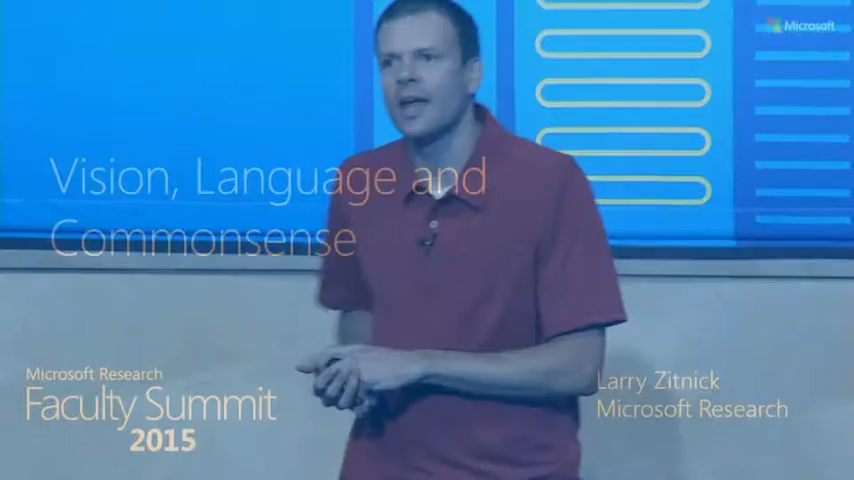 Microsoft
Vision, Language and
Commonsense
Microsoft Research
Faculty Summit
2015
Larry Zitnick
Microsoft Research